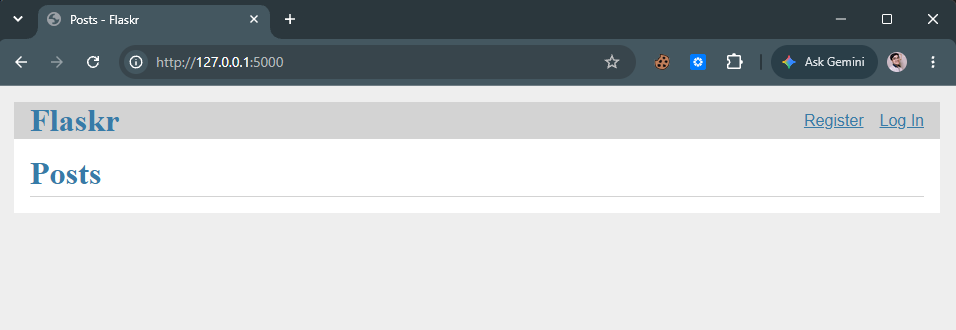 Posts - Flaskr
http://127.0.0.1:5000
Ask Gemini
Flaskr
Register Log In
Posts